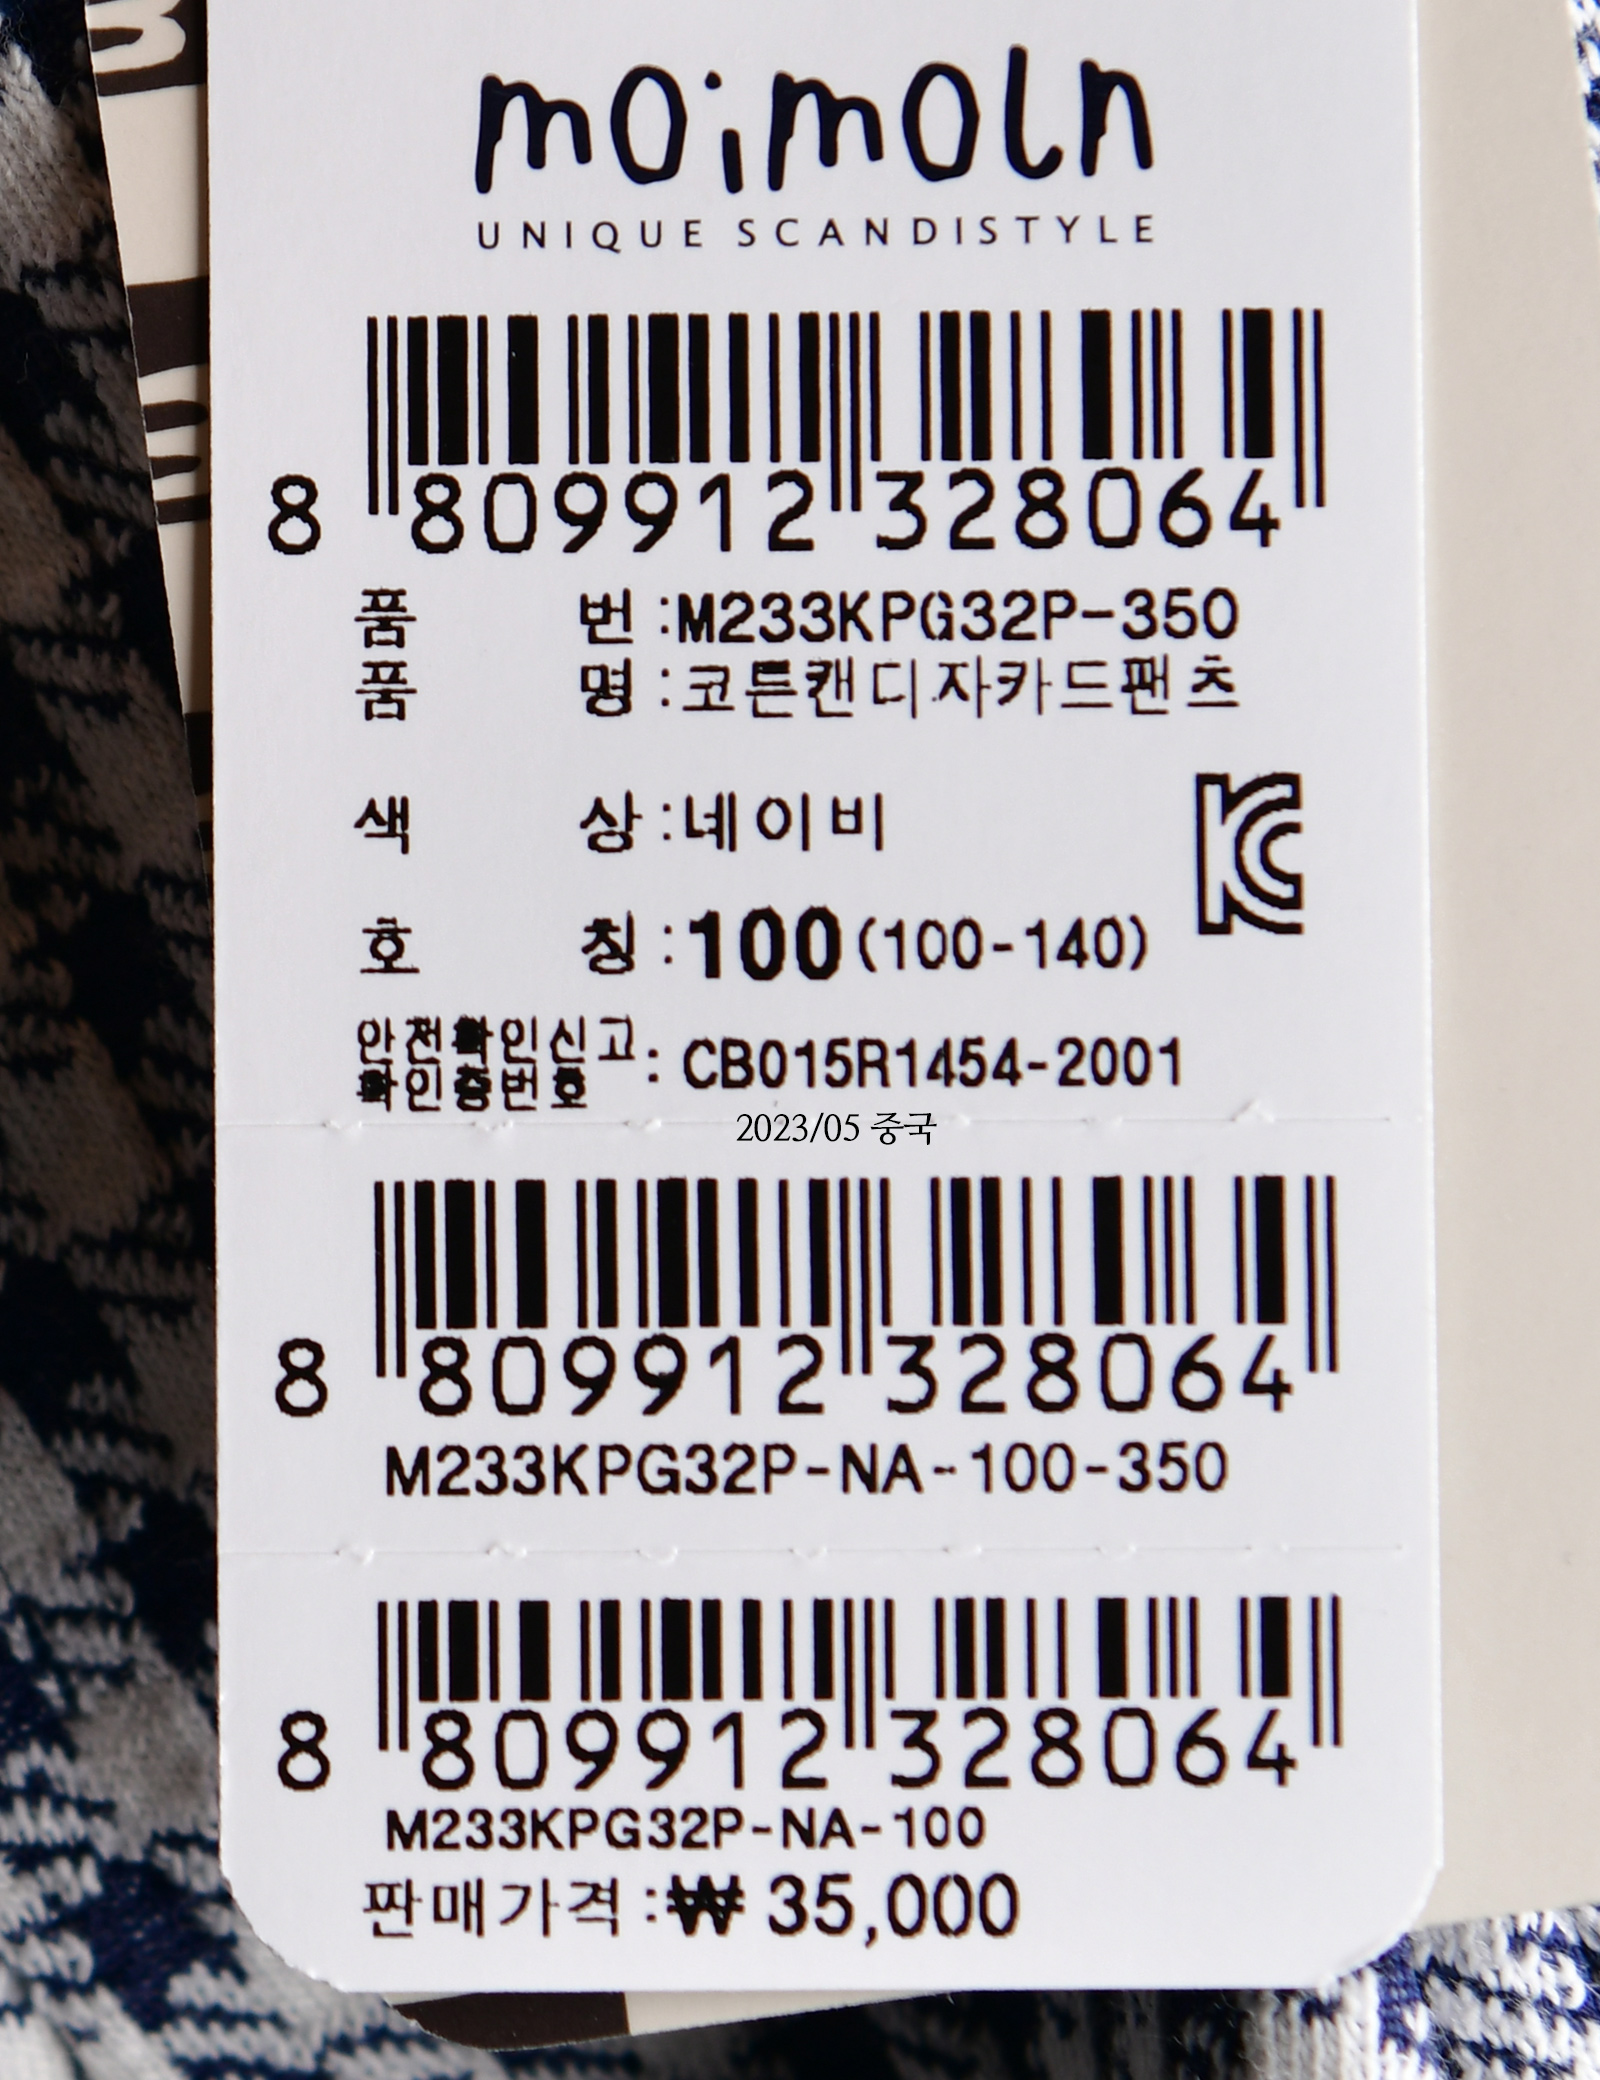 moimoln
UNIQUE SCANDISTYLE
8 809912 328064
품 번 :M233KPG32P-350
품 명 :코튼캔디자카드팬츠
색 상 :네이비
호 칭 :100(100-140)
KC
안전확인신고
확인증번호 : CB015R1454-2001
2023/05 중국
8 809912 328064
M233KPG32P-NA-100-350
8 809912 328064
M233KPG32P-NA-100
판매가격 :₩ 35,000